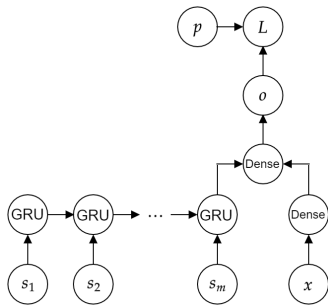 p L
o
Dense
GRU GRU ... GRU Dense
s₁ s₂ sₘ x